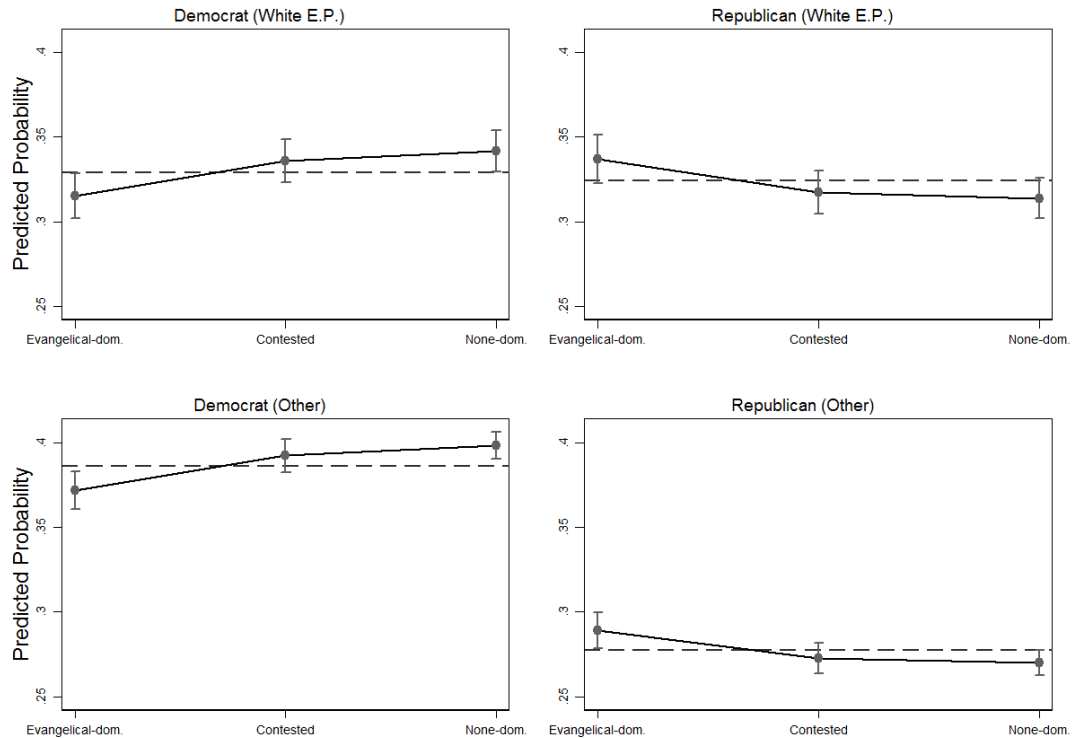 Democrat (White E.P.)
Predicted Probability
.4
.35
.3
.25
Evangelical-dom.
Contested
None-dom.
Republican (White E.P.)
.4
.35
.3
.25
Evangelical-dom.
Contested
None-dom.
Democrat (Other)
Predicted Probability
.4
.35
.3
.25
Evangelical-dom.
Contested
None-dom.
Republican (Other)
.4
.35
.3
.25
Evangelical-dom.
Contested
None-dom.